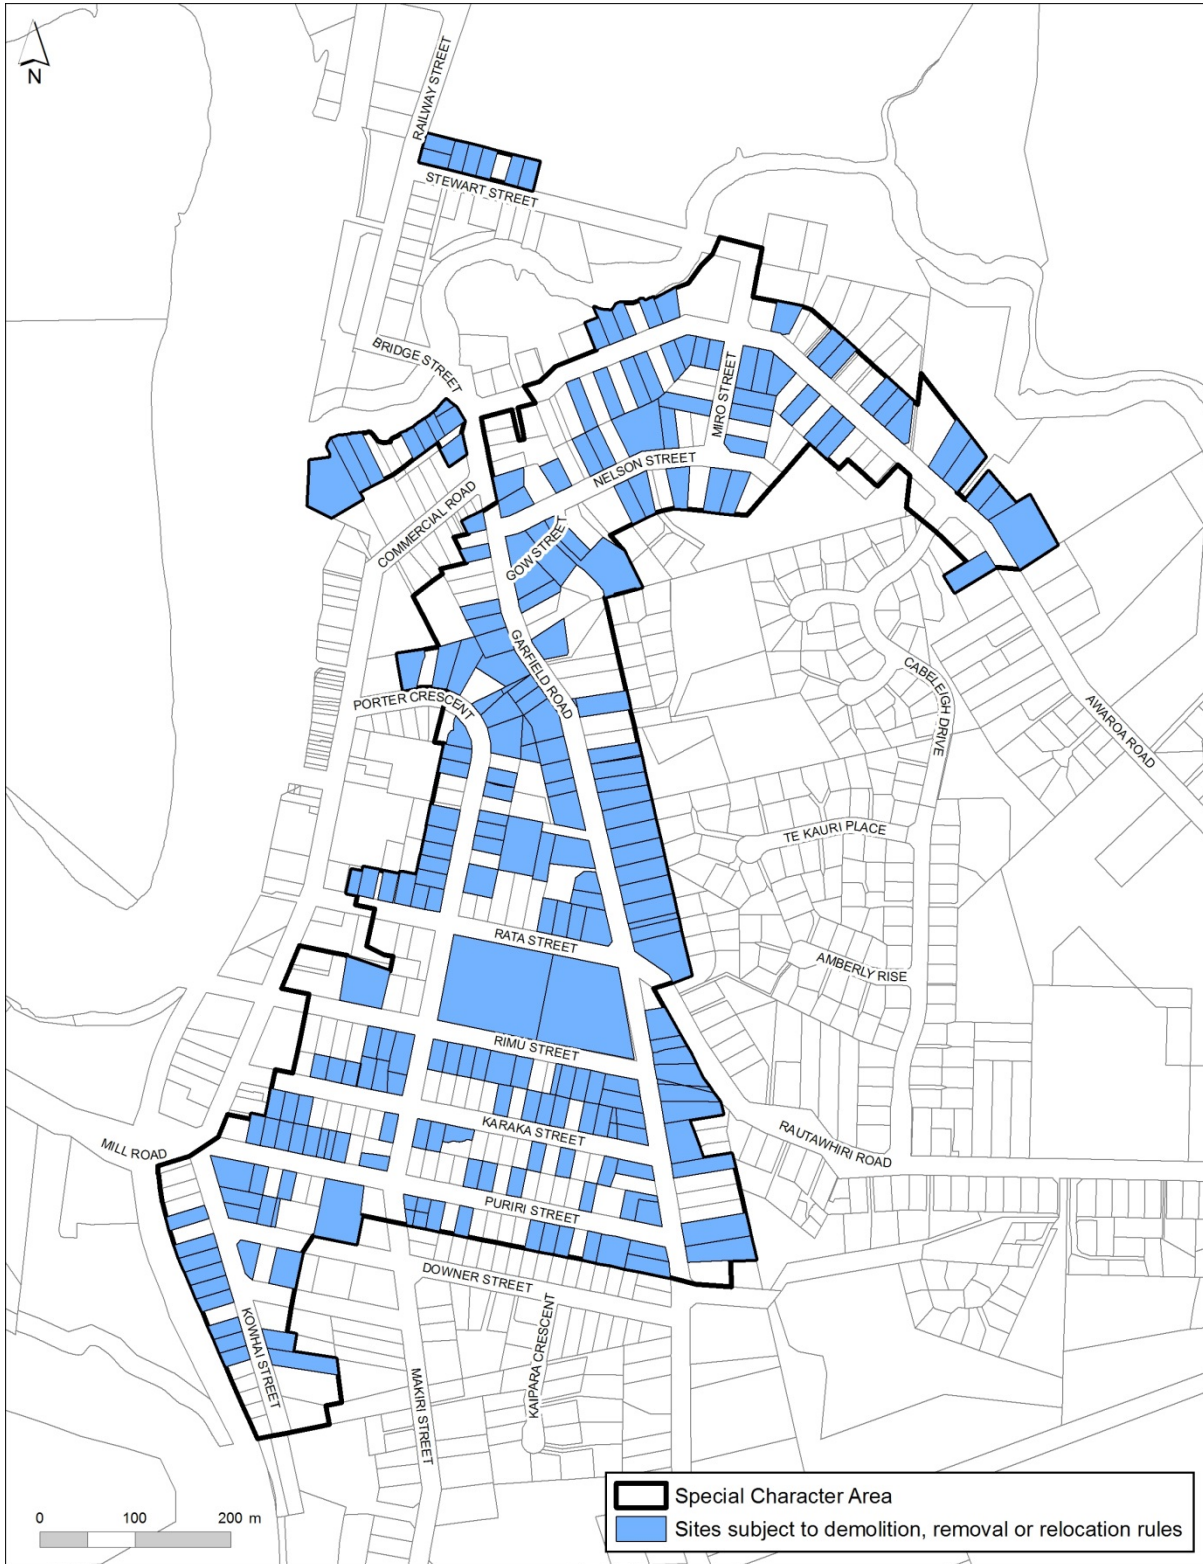 N
RAILWAY STREET
STEWART STREET
BRIDGE STREET
MIRO STREET
NELSON STREET
COMMERCIAL ROAD
GOW STREET
GARFIELD ROAD
PORTER CRESCENT
CABELEIGH DRIVE
AWAROA ROAD
TE KAURI PLACE
RATA STREET
AMBERLY RISE
RIMU STREET
KARAKA STREET
RAUTAWHIRI ROAD
MILL ROAD
PURIRI STREET
DOWNER STREET
KOWHAI STREET
KAIPARA CRESCENT
MAKIRI STREET
Special Character Area
Sites subject to demolition, removal or relocation rules
0 100 200 m